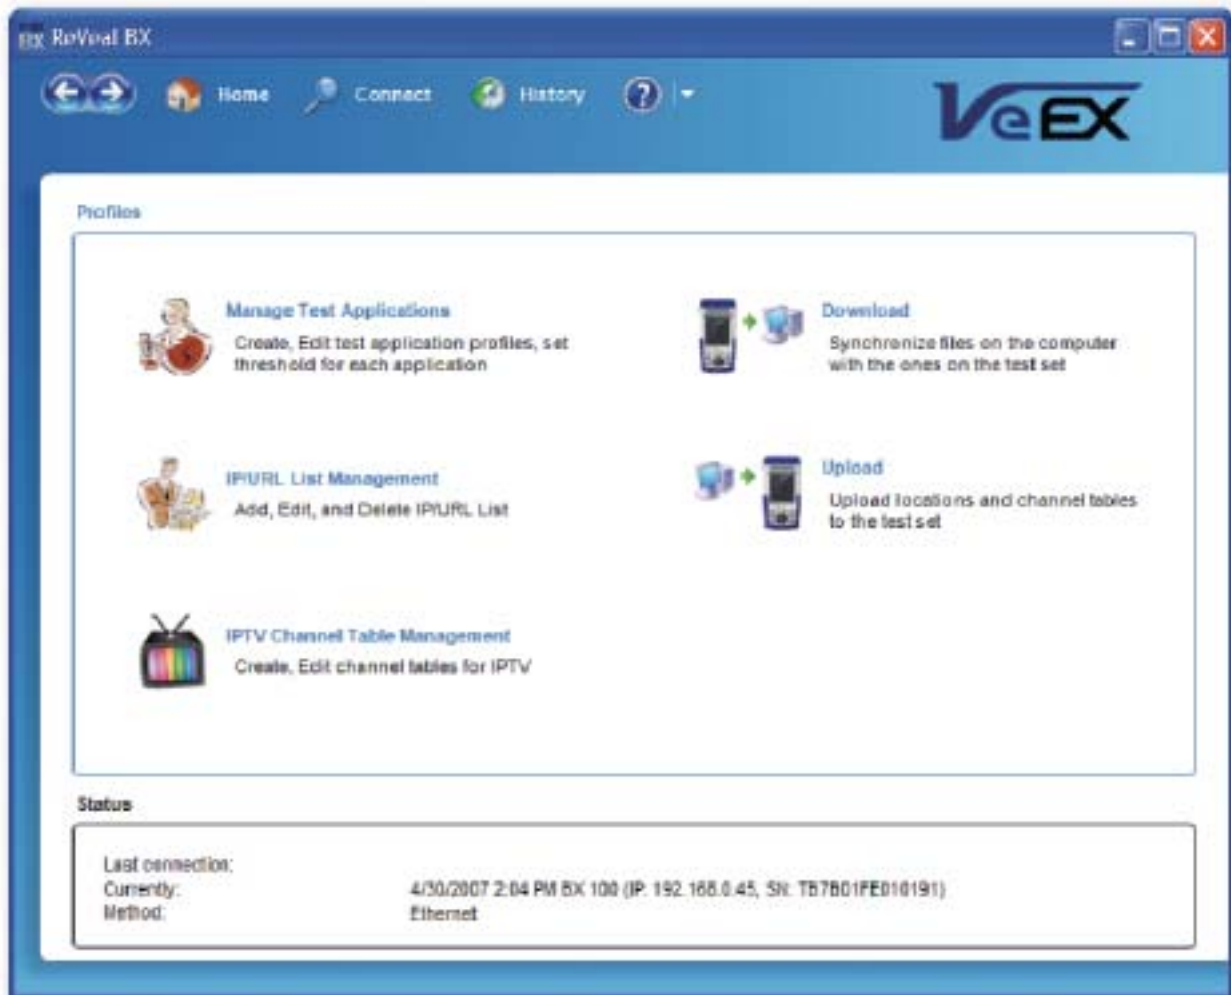 BX ReVeal BX
Home Connect History ?
VeEX
Profiles
Manage Test Applications
Create, Edit test application profiles, set
threshold for each application
Download
Synchronize files on the computer
with the ones on the test set
IP/URL List Management
Add, Edit, and Delete IP/URL List
Upload
Upload locations and channel tables
to the test set
IPTV Channel Table Management
Create, Edit channel tables for IPTV
Status
Last connection:
Currently: 4/30/2007 2:04 PM BX 100 (IP: 192.168.0.45, SN: TB7B01FE010191)
Method: Ethernet